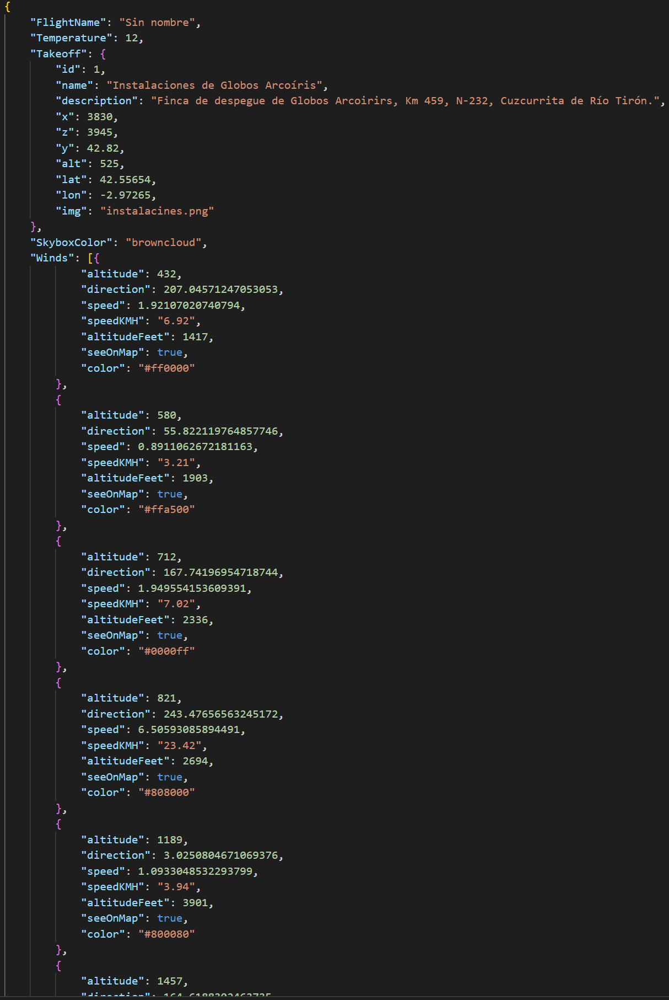 {
"FlightName": "Sin nombre",
"Temperature": 12,
"Takeoff": {
"id": 1,
"name": "Instalaciones de Globos Arcoíris",
"description": "Finca de despegue de Globos Arcoirirs, Km 459, N-232, Cuzcurrita de Río Tirón.",
"x": 3830,
"z": 3945,
"y": 42.82,
"alt": 525,
"lat": 42.55654,
"lon": -2.97265,
"img": "instalacines.png"
},
"SkyboxColor": "browncloud",
"Winds": [{
"altitude": 432,
"direction": 207.04571247053053,
"speed": 1.92107020740794,
"speedKMH": "6.92",
"altitudeFeet": 1417,
"seeOnMap": true,
"color": "#ff0000"
},
{
"altitude": 580,
"direction": 55.822119764857746,
"speed": 0.8911062672181163,
"speedKMH": "3.21",
"altitudeFeet": 1903,
"seeOnMap": true,
"color": "#ffa500"
},
{
"altitude": 712,
"direction": 167.74196954718744,
"speed": 1.949554153609391,
"speedKMH": "7.02",
"altitudeFeet": 2336,
"seeOnMap": true,
"color": "#0000ff"
},
{
"altitude": 821,
"direction": 243.47656563245172,
"speed": 6.50593085894491,
"speedKMH": "23.42",
"altitudeFeet": 2694,
"seeOnMap": true,
"color": "#808000"
},
{
"altitude": 1189,
"direction": 3.0250804671069376,
"speed": 1.0933048532293799,
"speedKMH": "3.94",
"altitudeFeet": 3901,
"seeOnMap": true,
"color": "#800080"
},
{
"altitude": 1457,
"direction":